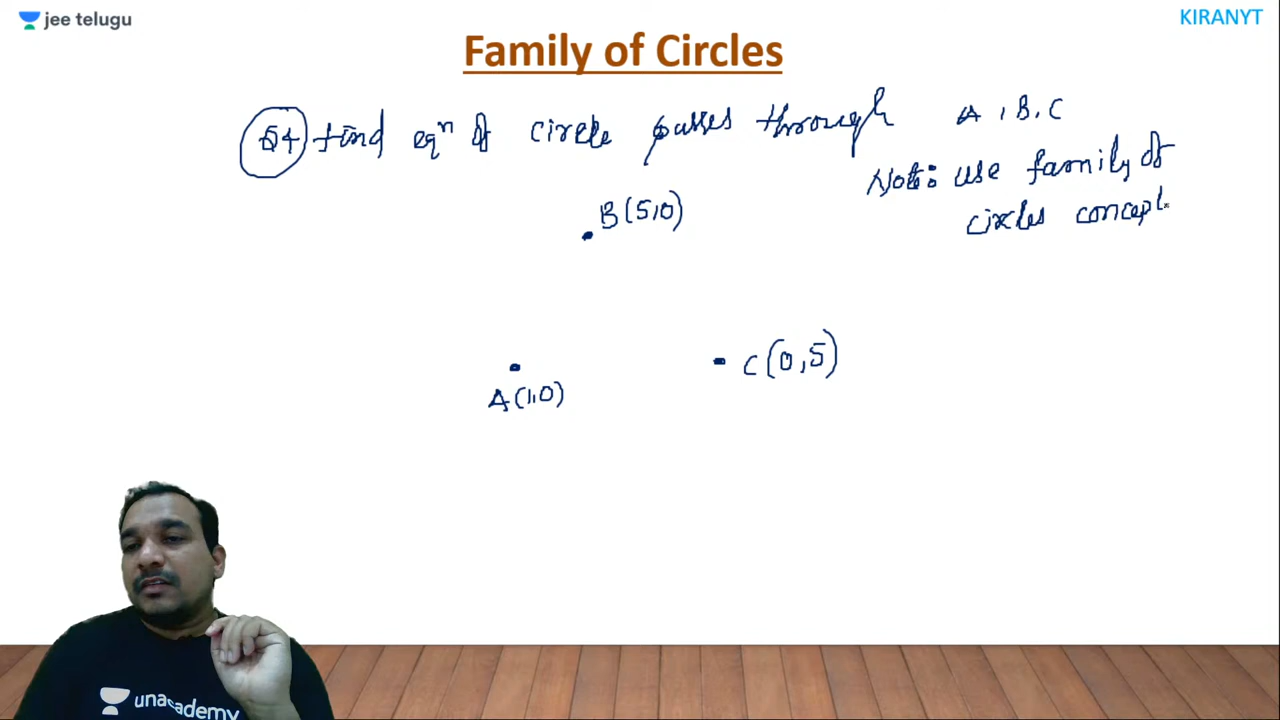 jee telugu
KIRANYT
Family of Circles
Q4 find eqn of circle passes through A, B, C
Note: use family of
circles concept
B(5,0)
C(0,5)
A(1,0)
unacademy